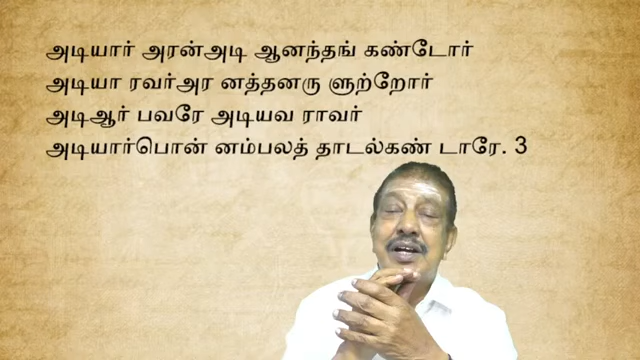 அடியார் அரன்அடி ஆனந்தங் கண்டோர்
அடியா ரவர்அர னத்தனரு ளுற்றோர்
அடிஆர் பவரே அடியவ ராவர்
அடியார்பொன் னம்பலத் தாடல்கண் டாரே. 3